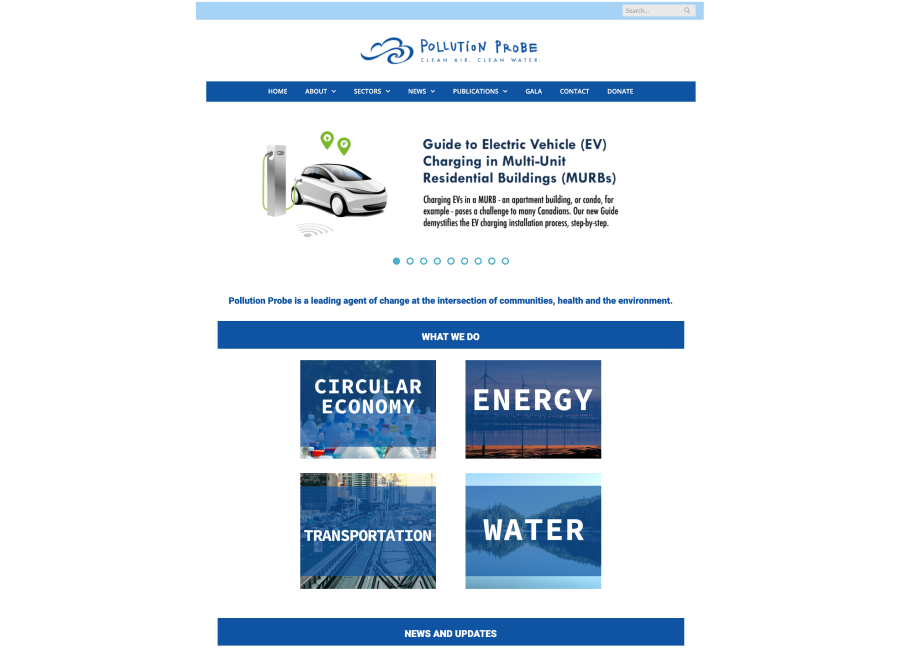 Search...
POLLUTION PROBE
CLEAN AIR. CLEAN WATER.
HOME ABOUT SECTORS NEWS PUBLICATIONS GALA CONTACT DONATE
Guide to Electric Vehicle (EV)
Charging in Multi-Unit
Residential Buildings (MURBs)
Charging EVs in a MURB - an apartment building, or condo, for
example - poses a challenge to many Canadians. Our new Guide
demystifies the EV charging installation process, step-by-step.
Pollution Probe is a leading agent of change at the intersection of communities, health and the environment.
WHAT WE DO
CIRCULAR
ECONOMY
ENERGY
TRANSPORTATION
WATER
NEWS AND UPDATES